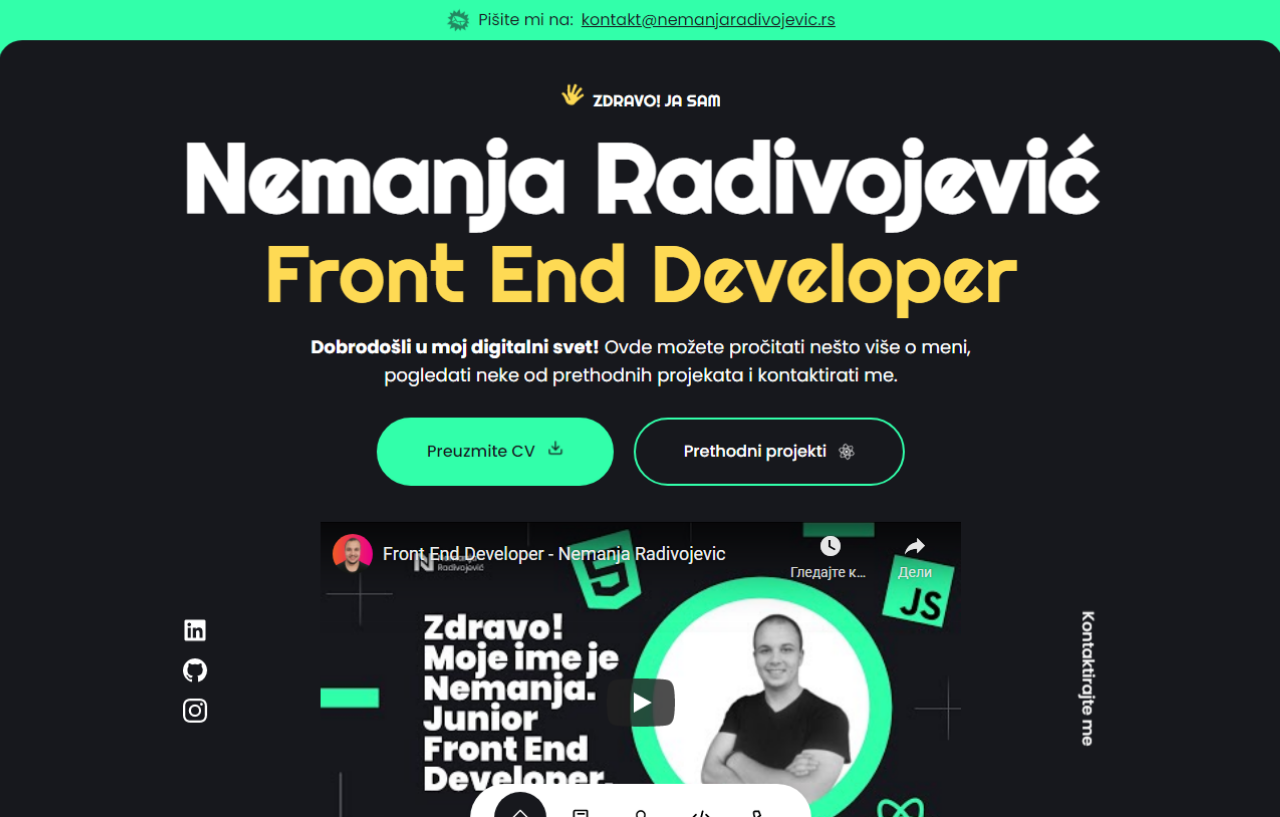 Pišite mi na: kontakt@nemanjaradivojevic.rs
ZDRAVO! JA SAM
Nemanja Radivojević
Front End Developer
Dobrodošli u moj digitalni svet! Ovde možete pročitati nešto više o meni,
pogledati neke od prethodnih projekata i kontaktirati me.
Preuzmite CV
Prethodni projekti
Front End Developer - Nemanja Radivojevic
Nemanja
Radivojević
Гледајте к...
Дели
JS
Zdravo!
Moje ime je
Nemanja.
Junior
Front End
Developer.
Kontaktirajte me